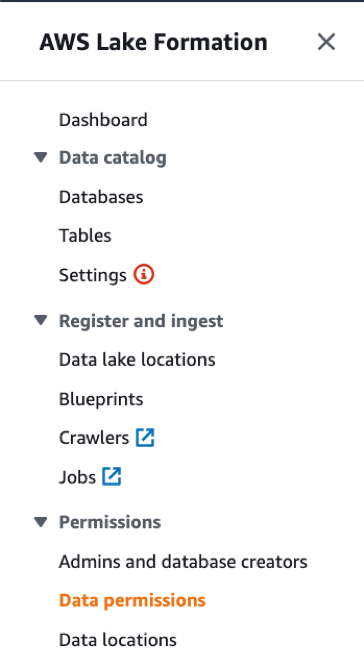 AWS Lake Formation
Dashboard
Data catalog
Databases
Tables
Settings
Register and ingest
Data lake locations
Blueprints
Crawlers
Jobs
Permissions
Admins and database creators
Data permissions
Data locations